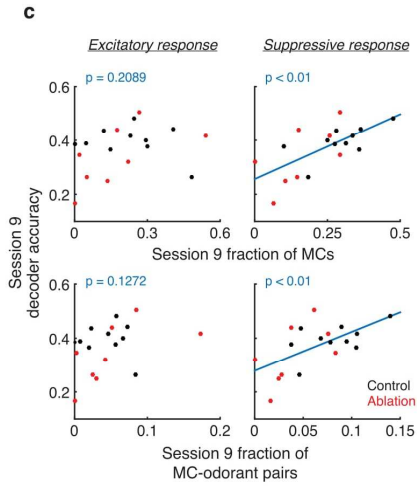 c
Excitatory response
Suppressive response
p = 0.2089
p < 0.01
0.6
0.4
0.2
0
0.3
0.6
0
0.25
0.5
Session 9 fraction of MCs
Session 9
decoder accuracy
p = 0.1272
p < 0.01
0.6
0.4
0.2
Control
Ablation
0
0.1
0.2
0
0.05
0.1
0.15
Session 9 fraction of
MC-odorant pairs